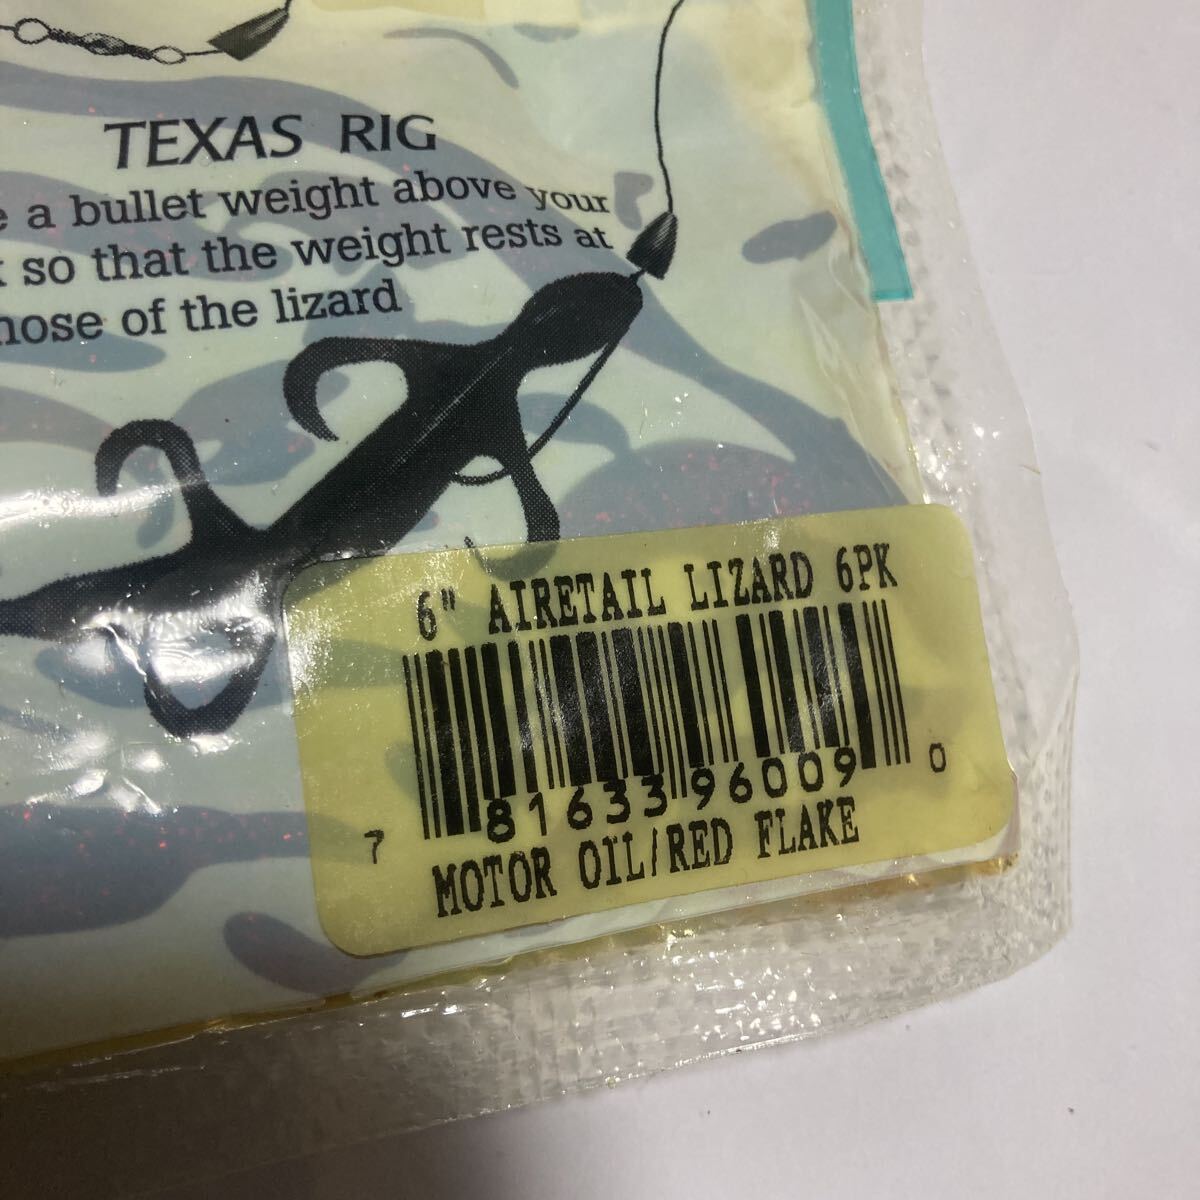 TEXAS RIG
a bullet weight above your
so that the weight rests at
nose of the lizard
6" AIRETAIL LIZARD 6PK
7 81633 96009 0
MOTOR OIL/RED FLAKE